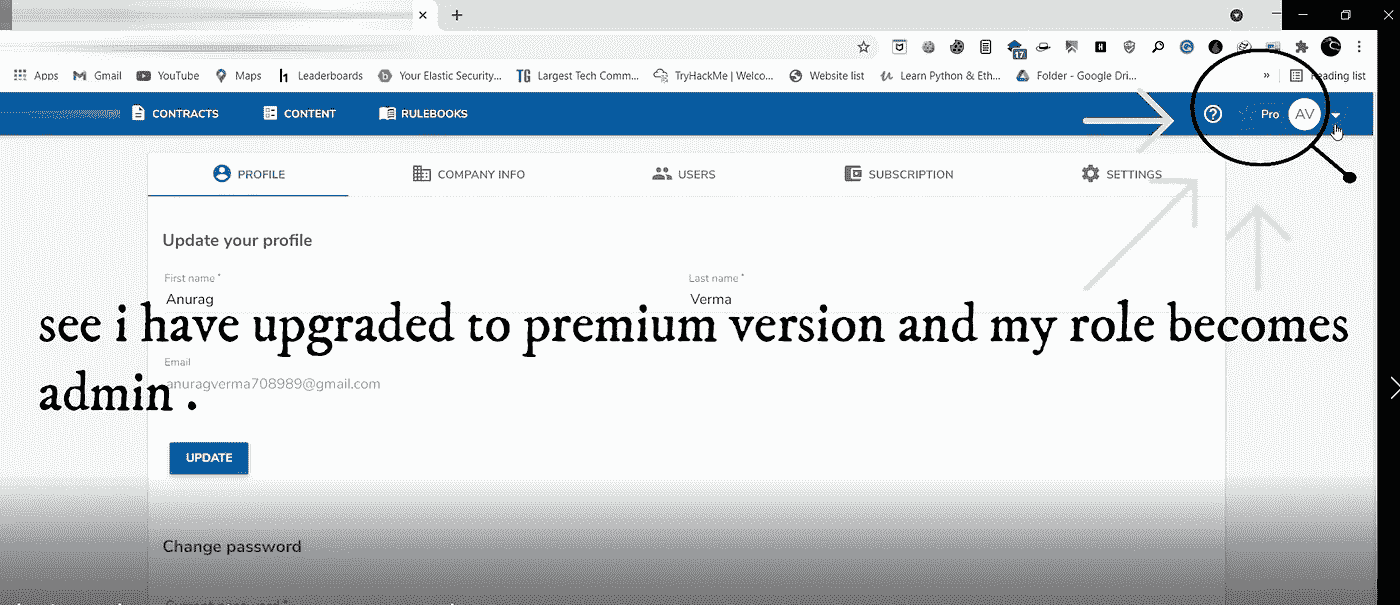 17
Apps Gmail YouTube Maps Leaderboards Your Elastic Security... TG Largest Tech Comm... TryHackMe | Welco... Website list Learn Python & Eth... Folder - Google Dri... » Reading list
CONTRACTS CONTENT RULEBOOKS Pro AV
PROFILE COMPANY INFO USERS SUBSCRIPTION SETTINGS
Update your profile
First name * Last name *
Anurag Verma
see i have upgraded to premium version and my role becomes
Email
anuragverma708989@gmail.com
admin .
UPDATE
Change password